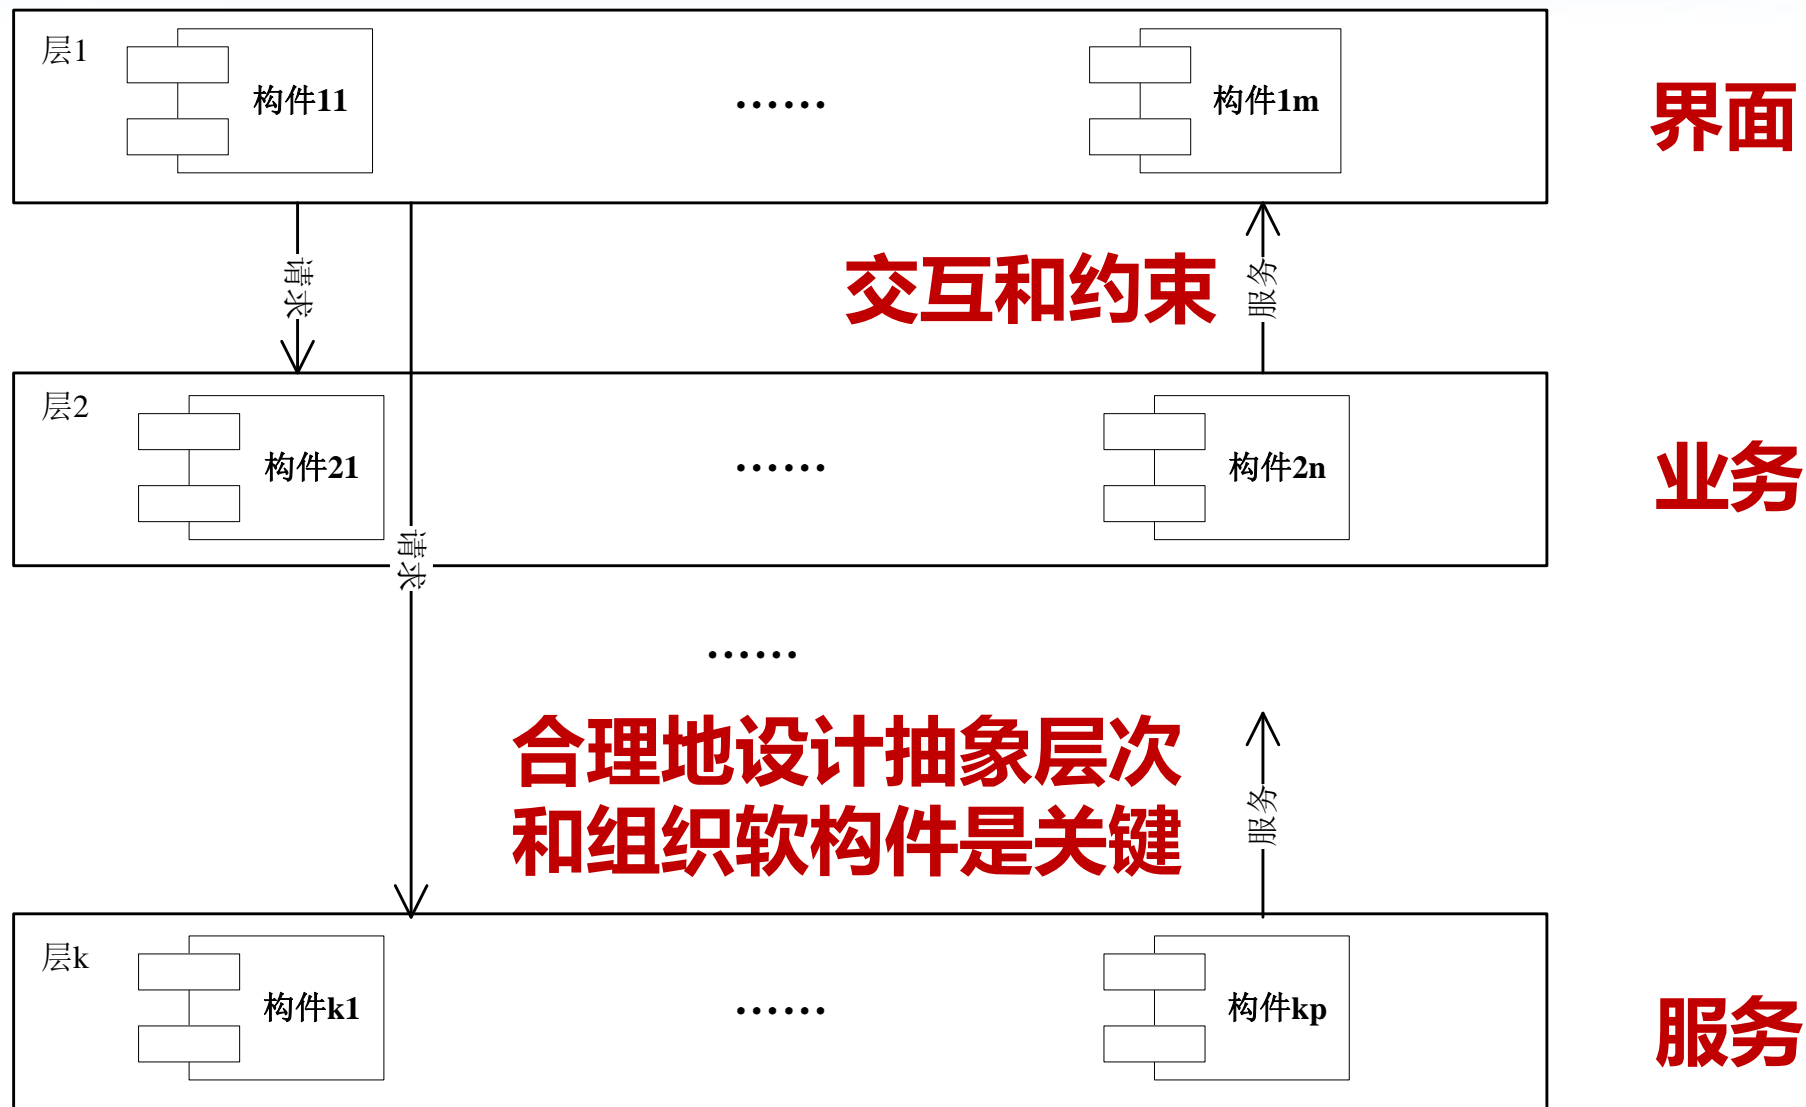 层1
构件11
……
构件1m
界面
请求
交互和约束
服务
层2
构件21
……
构件2n
业务
请求
……
合理地设计抽象层次
和组织软构件是关键
服务
层k
构件k1
……
构件kp
服务